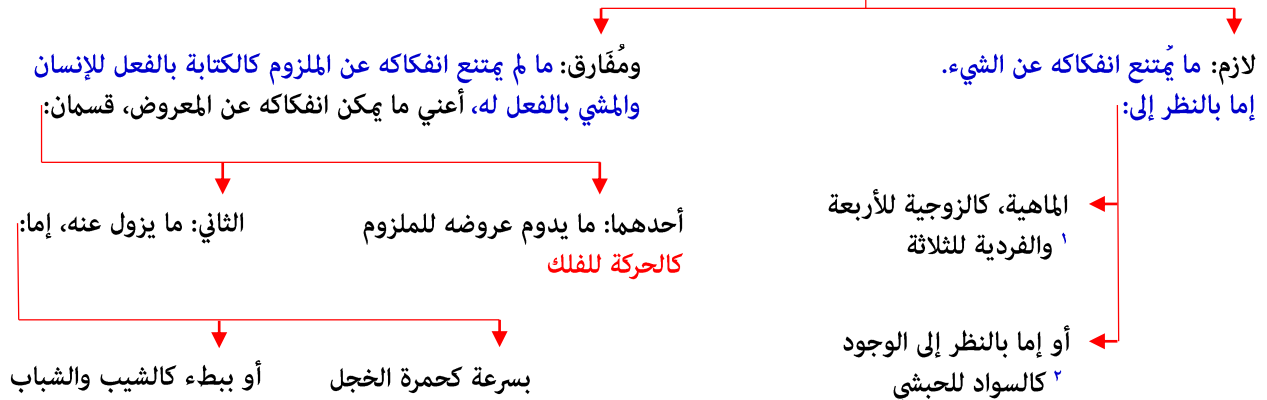 لازم: ما يُمتنع انفكاكه عن الشيء.
إما بالنظر إلى:
الماهية، كالزوجية للأربعة
والفردية للثلاثة ١
أو إما بالنظر إلى الوجود
كالسواد للحبشي ٢
ومُفَارق: ما لم يمتنع انفكاكه عن الملزوم كالكتابة بالفعل للإنسان
والمشي بالفعل له، أعني ما يمكن انفكاكه عن المعروض، قسمان:
أحدهما: ما يدوم عروضه للملزوم
كالحركة للفلك
الثاني: ما يزول عنه، إما:
بسرعة كحمرة الخجل
أو ببطء كالشيب والشباب